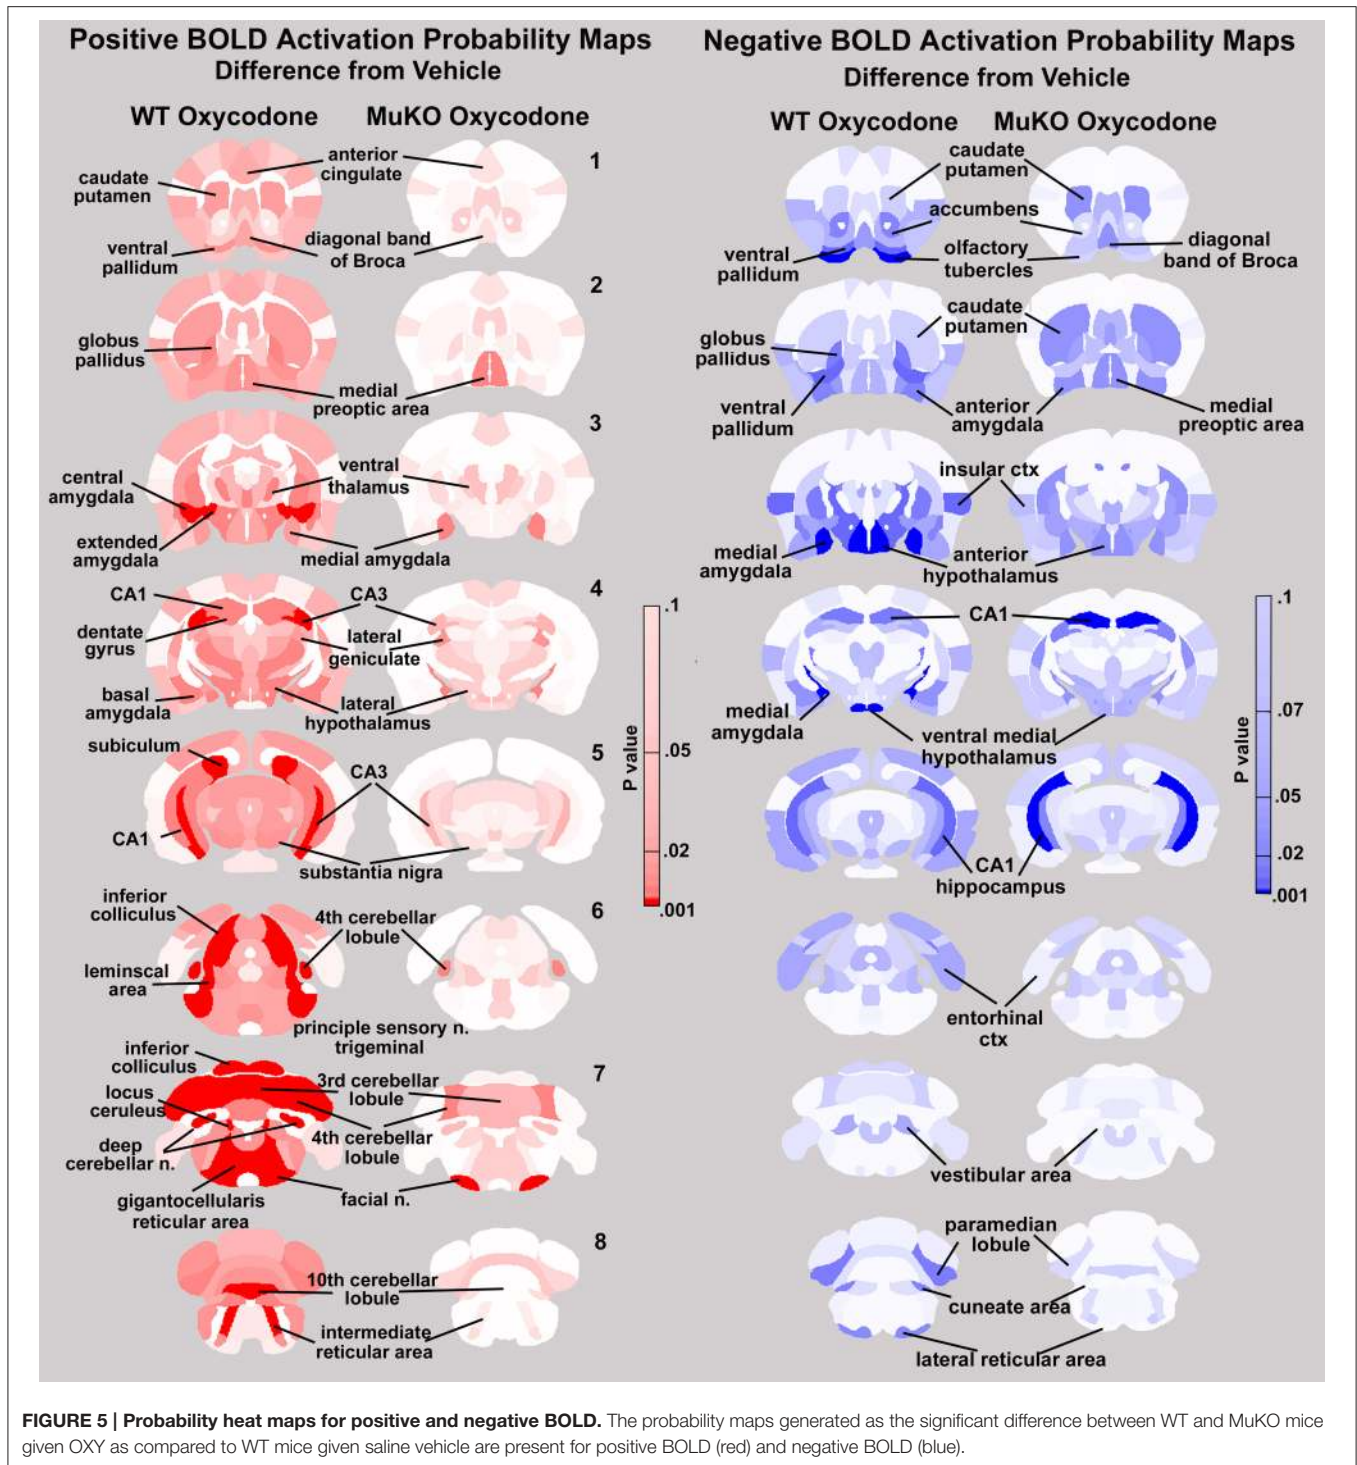 Positive BOLD Activation Probability Maps
Difference from Vehicle
WT Oxycodone
MuKO Oxycodone
1
anterior
cingulate
caudate
putamen
ventral
pallidum
diagonal band
of Broca
2
globus
pallidus
medial
preoptic area
3
central
amygdala
ventral
thalamus
extended
amygdala
medial amygdala
4
CA1
CA3
dentate
gyrus
lateral
geniculate
basal
amygdala
lateral
hypothalamus
5
subiculum
CA3
CA1
substantia nigra
6
inferior
colliculus
4th cerebellar
lobule
leminscal
area
principle sensory n.
trigeminal
7
inferior
colliculus
3rd cerebellar
lobule
locus
ceruleus
4th cerebellar
lobule
deep
cerebellar n.
gigantocellularis
reticular area
facial n.
8
10th cerebellar
lobule
intermediate
reticular area
.1
.05
.02
.001
P value
Negative BOLD Activation Probability Maps
Difference from Vehicle
WT Oxycodone
MuKO Oxycodone
caudate
putamen
accumbens
ventral
pallidum
olfactory
tubercles
diagonal
band of Broca
caudate
putamen
globus
pallidus
ventral
pallidum
anterior
amygdala
medial
preoptic area
insular ctx
medial
amygdala
anterior
hypothalamus
CA1
medial
amygdala
ventral medial
hypothalamus
CA1
hippocampus
entorhinal
ctx
vestibular area
paramedian
lobule
cuneate area
lateral reticular area
.1
.07
.05
.02
.001
P value
FIGURE 5 | Probability heat maps for positive and negative BOLD. The probability maps generated as the significant difference between WT and MuKO mice
given OXY as compared to WT mice given saline vehicle are present for positive BOLD (red) and negative BOLD (blue).